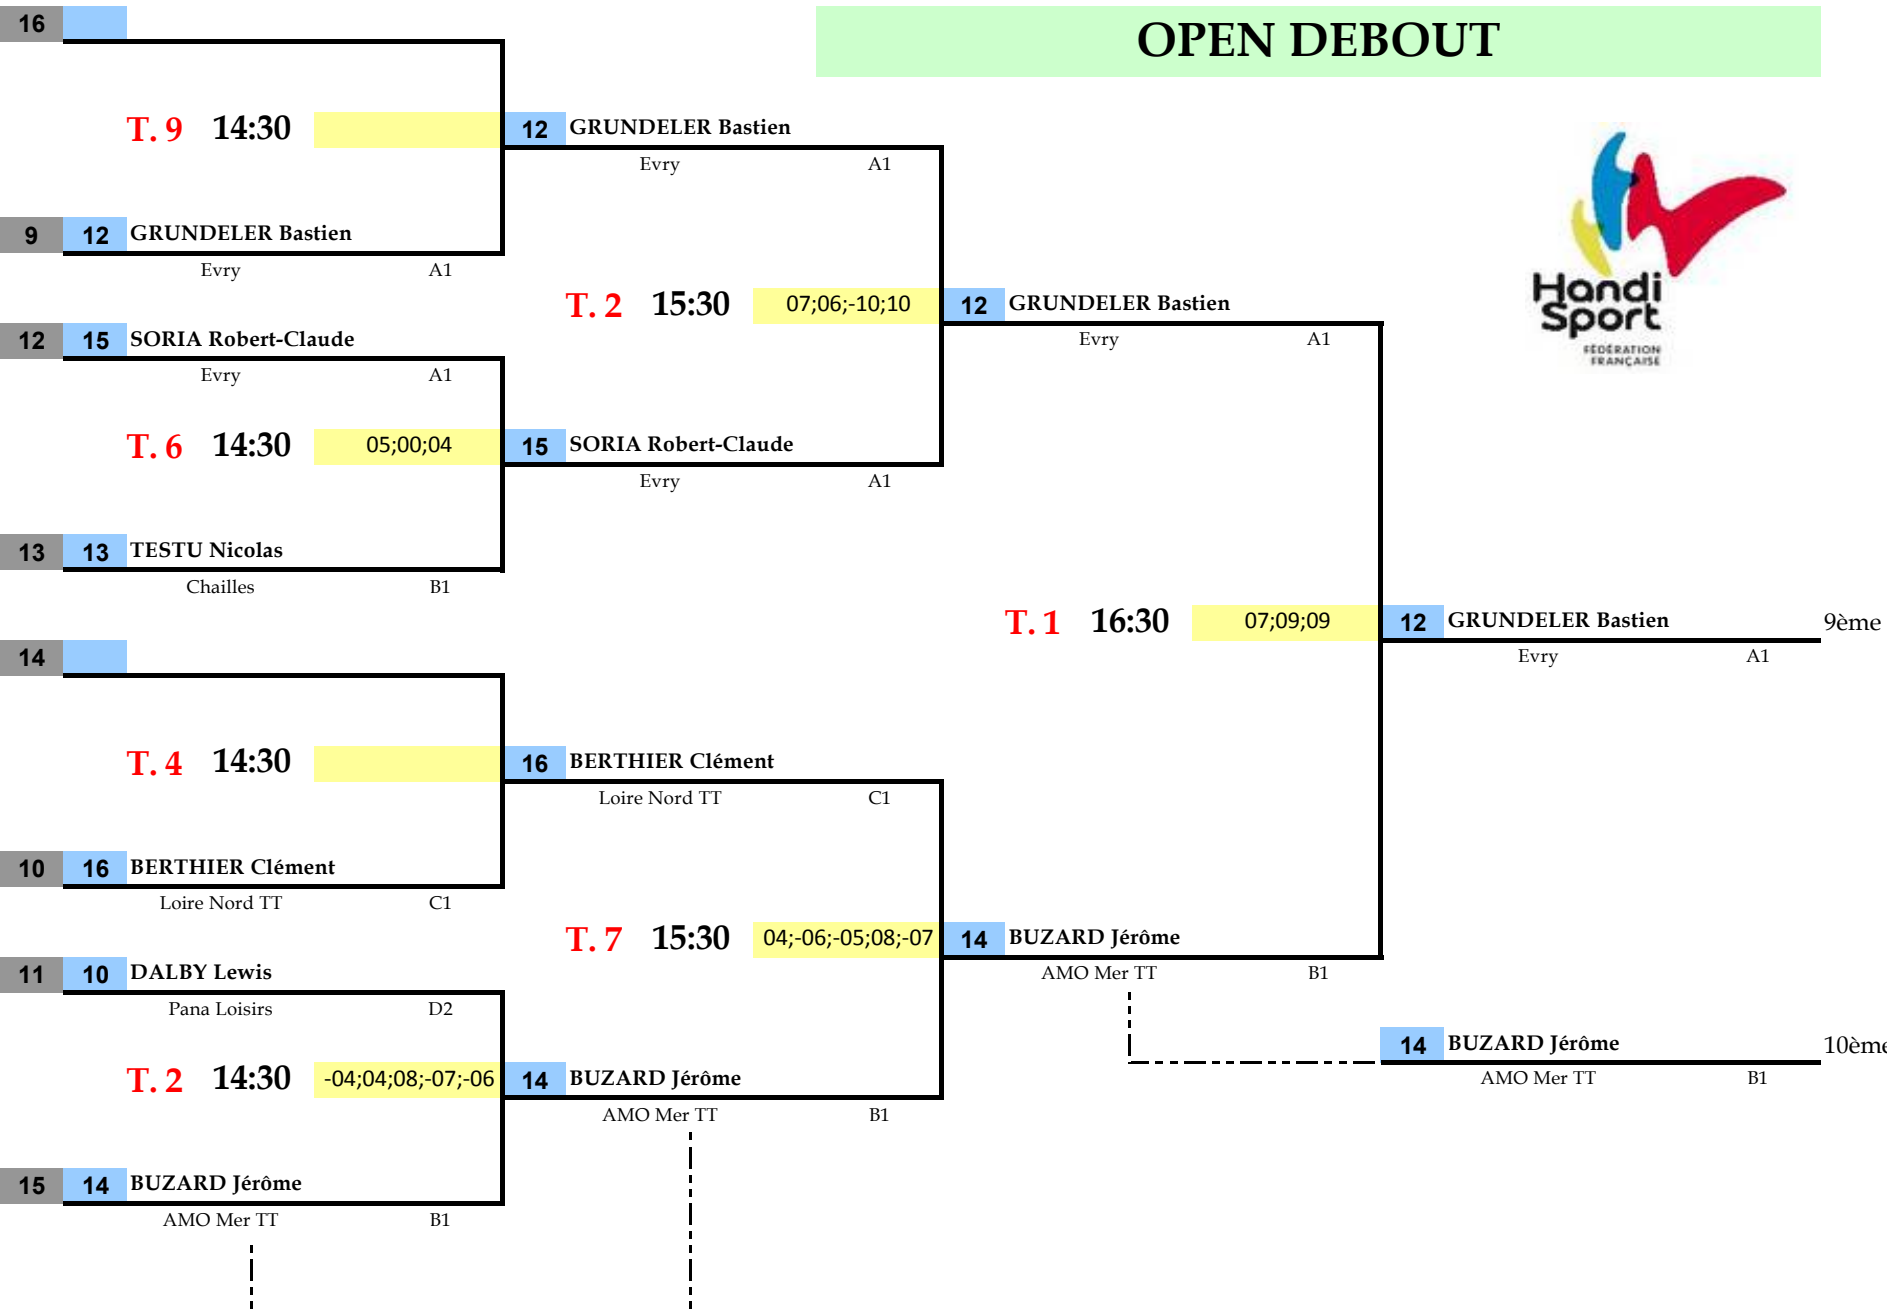 16
OPEN DEBOUT
T. 9 14:30
12 GRUNDELER Bastien
Evry A1
9 12 GRUNDELER Bastien
Evry A1
Handi
Sport
FÉDÉRATION
FRANÇAISE
T. 2 15:30 07;06;-10;10
12 GRUNDELER Bastien
Evry A1
12 15 SORIA Robert-Claude
Evry A1
T. 6 14:30 05;00;04
15 SORIA Robert-Claude
Evry A1
13 13 TESTU Nicolas
Chailles B1
T. 1 16:30 07;09;09
12 GRUNDELER Bastien 9ème
Evry A1
14
T. 4 14:30
16 BERTHIER Clément
Loire Nord TT C1
10 16 BERTHIER Clément
Loire Nord TT C1
T. 7 15:30 04;-06;-05;08;-07
14 BUZARD Jérôme
AMO Mer TT B1
11 10 DALBY Lewis
Pana Loisirs D2
14 BUZARD Jérôme 10ème
AMO Mer TT B1
T. 2 14:30 -04;04;08;-07;-06
14 BUZARD Jérôme
AMO Mer TT B1
15 14 BUZARD Jérôme
AMO Mer TT B1